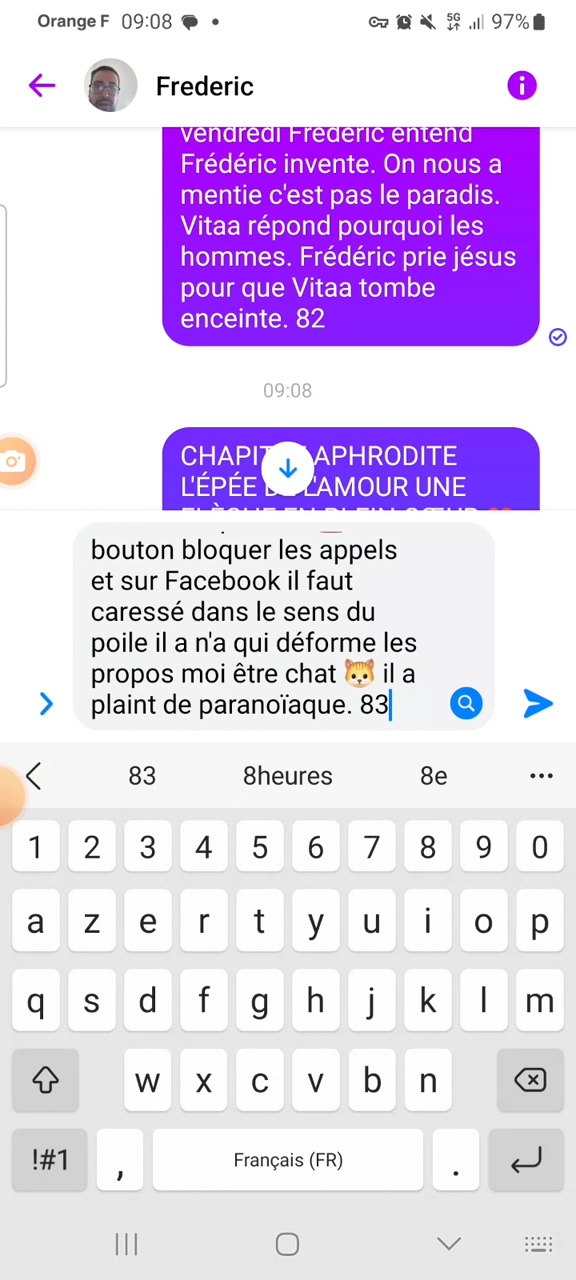 Orange F 09:08 5G 97%
Frederic
vendredi Frédéric entend
Frédéric invente. On nous a
mentie c'est pas le paradis.
Vitaa répond pourquoi les
hommes. Frédéric prie jésus
pour que Vitaa tombe
enceinte. 82
09:08
APHRODITE
L'ÉPÉE L'AMOUR UNE
bouton bloquer les appels
et sur Facebook il faut
caressé dans le sens du
poile il a n'a qui déforme les
propos moi être chat 🐱 il a
plaint de paranoïaque. 83
83 8heures 8e
1 2 3 4 5 6 7 8 9 0
a z e r t y u i o p
q s d f g h j k l m
w x c v b n
!#1 , Français (FR) .